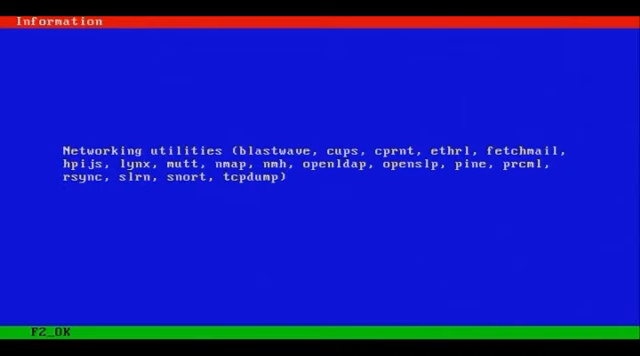 Information
Networking utilities (blastwave, cups, cprnt, ethrl, fetchmail,
hpijs, lynx, mutt, nmap, nmh, openldap, openslp, pine, prcml,
rsync, slrn, snort, tcpdump)
F2_OK